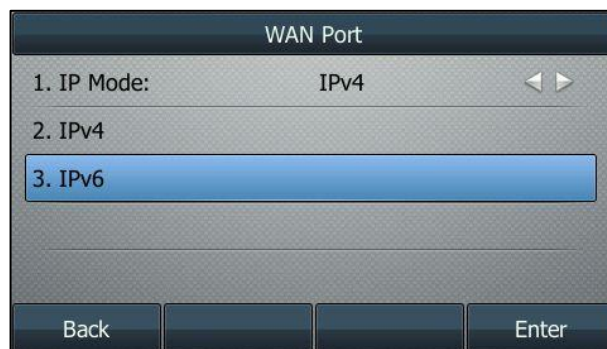 WAN Port
1. IP Mode: IPv4
2. IPv4
3. IPv6
Back Enter